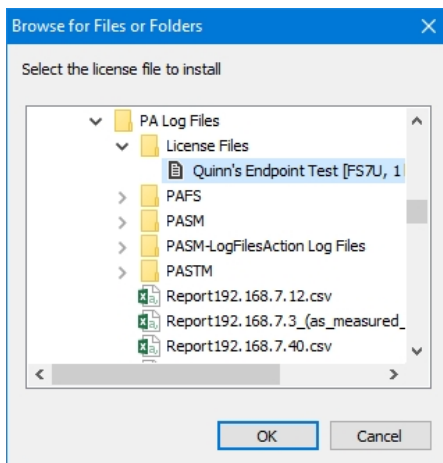 Browse for Files or Folders
Select the license file to install
PA Log Files
License Files
Quinn's Endpoint Test [FS7U, 1
PAFS
PASM
PASM-LogFilesAction Log Files
PASTM
Report192.168.7.12.csv
Report192.168.7.3_(as_measured_
Report192.168.7.40.csv
OK Cancel